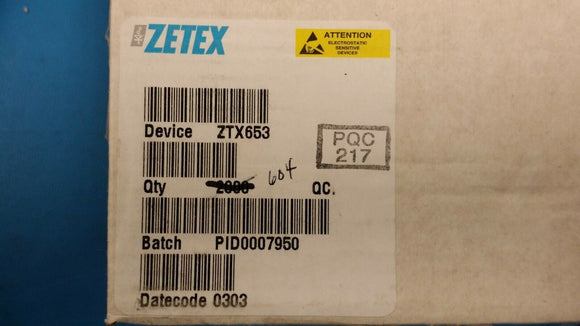 ZETEX
ATTENTION
ELECTROSTATIC
SENSITIVE
DEVICES
Device ZTX653
PQC
217
Qty 2000 604 QC.
Batch PID0007950
Datecode 0303